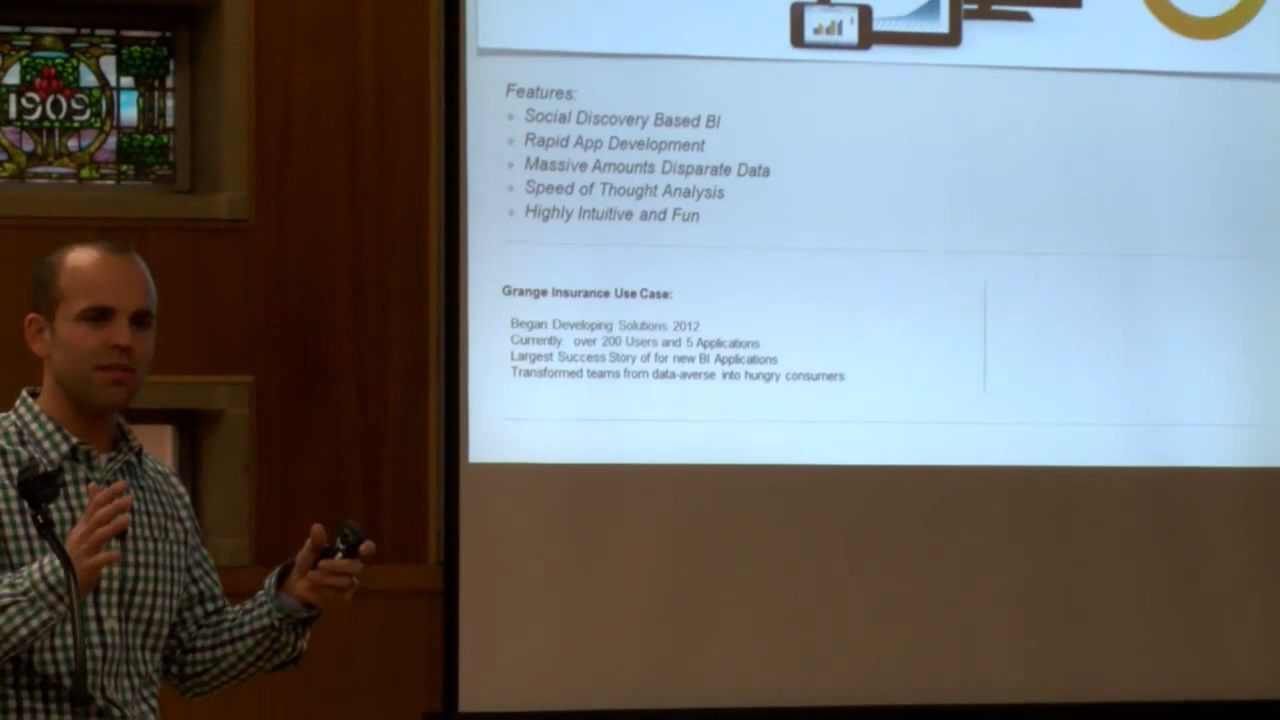 1909
Features:
Social Discovery Based BI
Rapid App Development
Massive Amounts Disparate Data
Speed of Thought Analysis
Highly Intuitive and Fun
Grange Insurance Use Case:
Began Developing Solutions 2012
Currently: over 200 Users and 5 Applications
Largest Success Story of for new BI Applications
Transformed teams from data-averse into hungry consumers